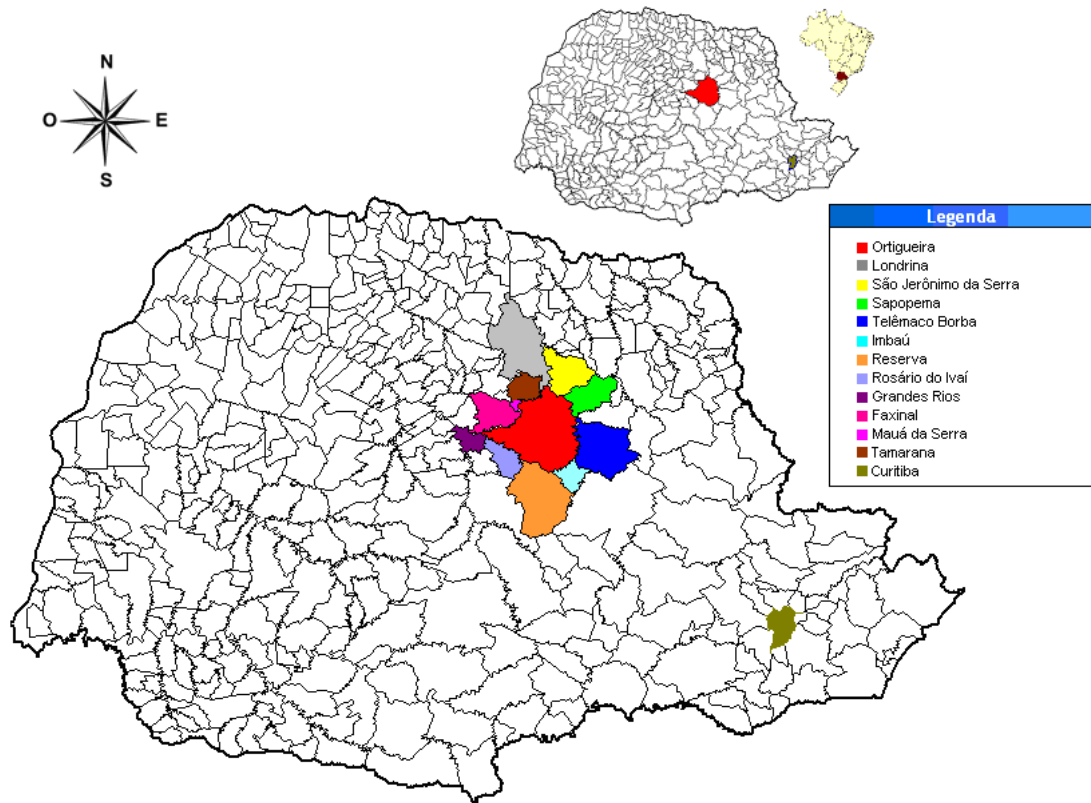 N
O
E
S
Legenda
Ortigueira
Londrina
São Jerônimo da Serra
Sapopema
Telêmaco Borba
Imbaú
Reserva
Rosário do Ivaí
Grandes Rios
Faxinal
Mauá da Serra
Tamarana
Curitiba